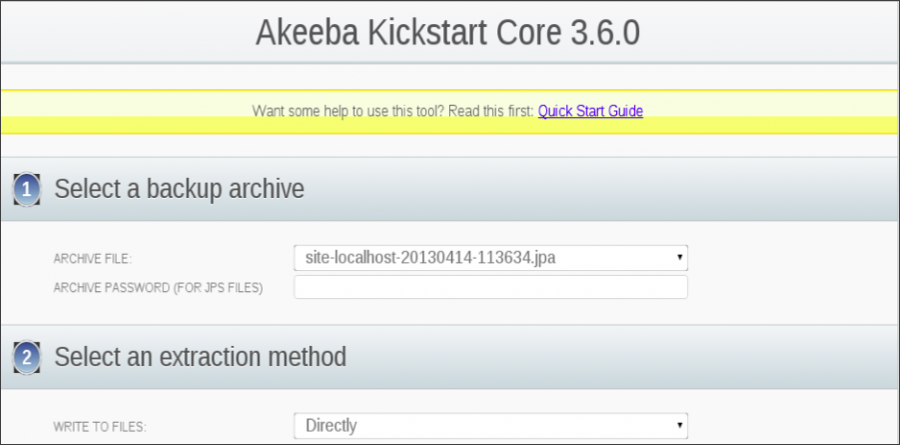 Akeeba Kickstart Core 3.6.0
Want some help to use this tool? Read this first: Quick Start Guide
1 Select a backup archive
ARCHIVE FILE: site-localhost-20130414-113634.jpa
ARCHIVE PASSWORD (FOR JPS FILES)
2 Select an extraction method
WRITE TO FILES: Directly